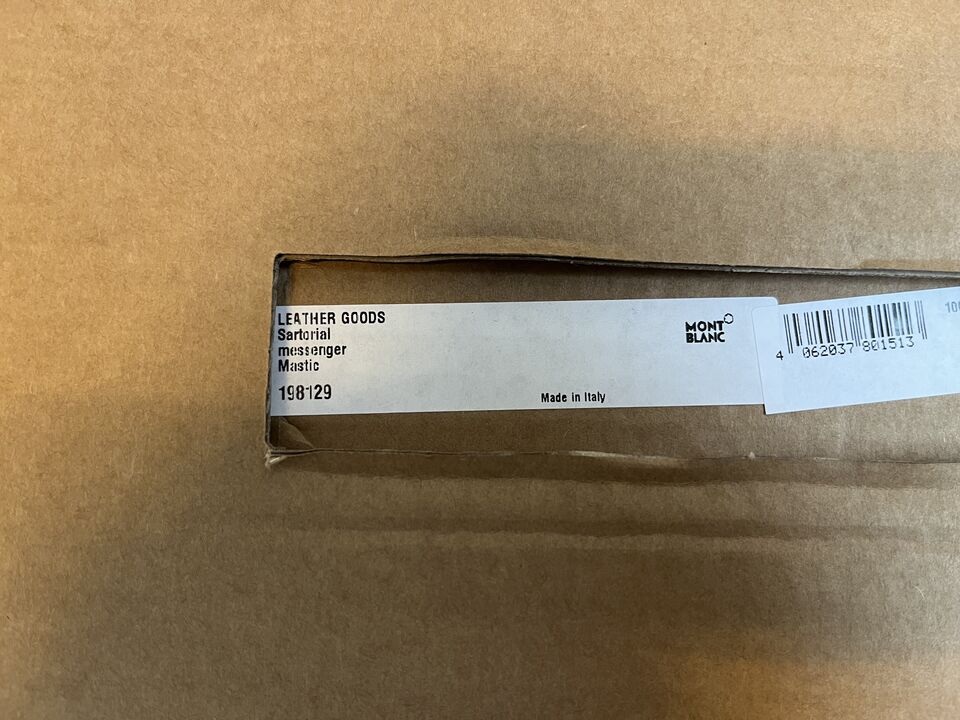 LEATHER GOODS
Sartorial
messenger
Mastic
198129
Made in Italy
MONT
BLANC
4 062037 801513